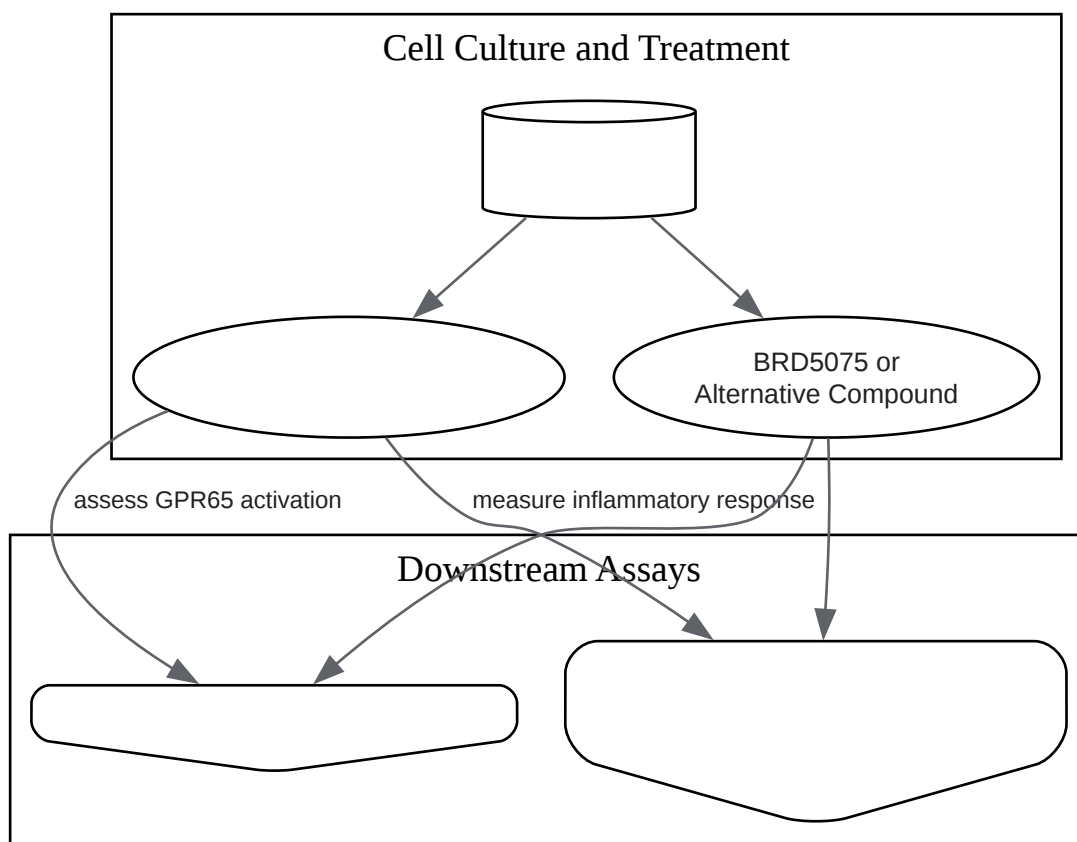 Cell Culture and Treatment
BRD5075 or
Alternative Compound
assess GPR65 activation
measure inflammatory response
Downstream Assays